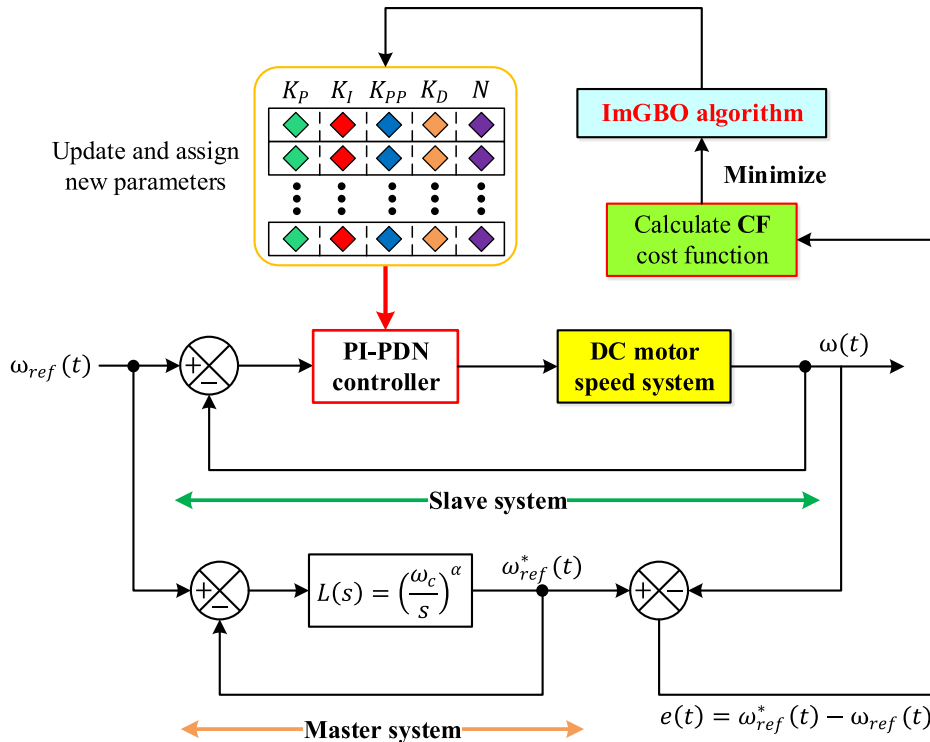 K_P K_I K_PP K_D N
Update and assign
new parameters
ImGBO algorithm
Minimize
Calculate CF
cost function
ω_ref(t)
+
−
PI-PDN
controller
DC motor
speed system
ω(t)
Slave system
+
−
L(s) = (ω_c/s)^α
ω*_ref(t)
+
−
Master system
e(t) = ω*_ref(t) − ω_ref(t)